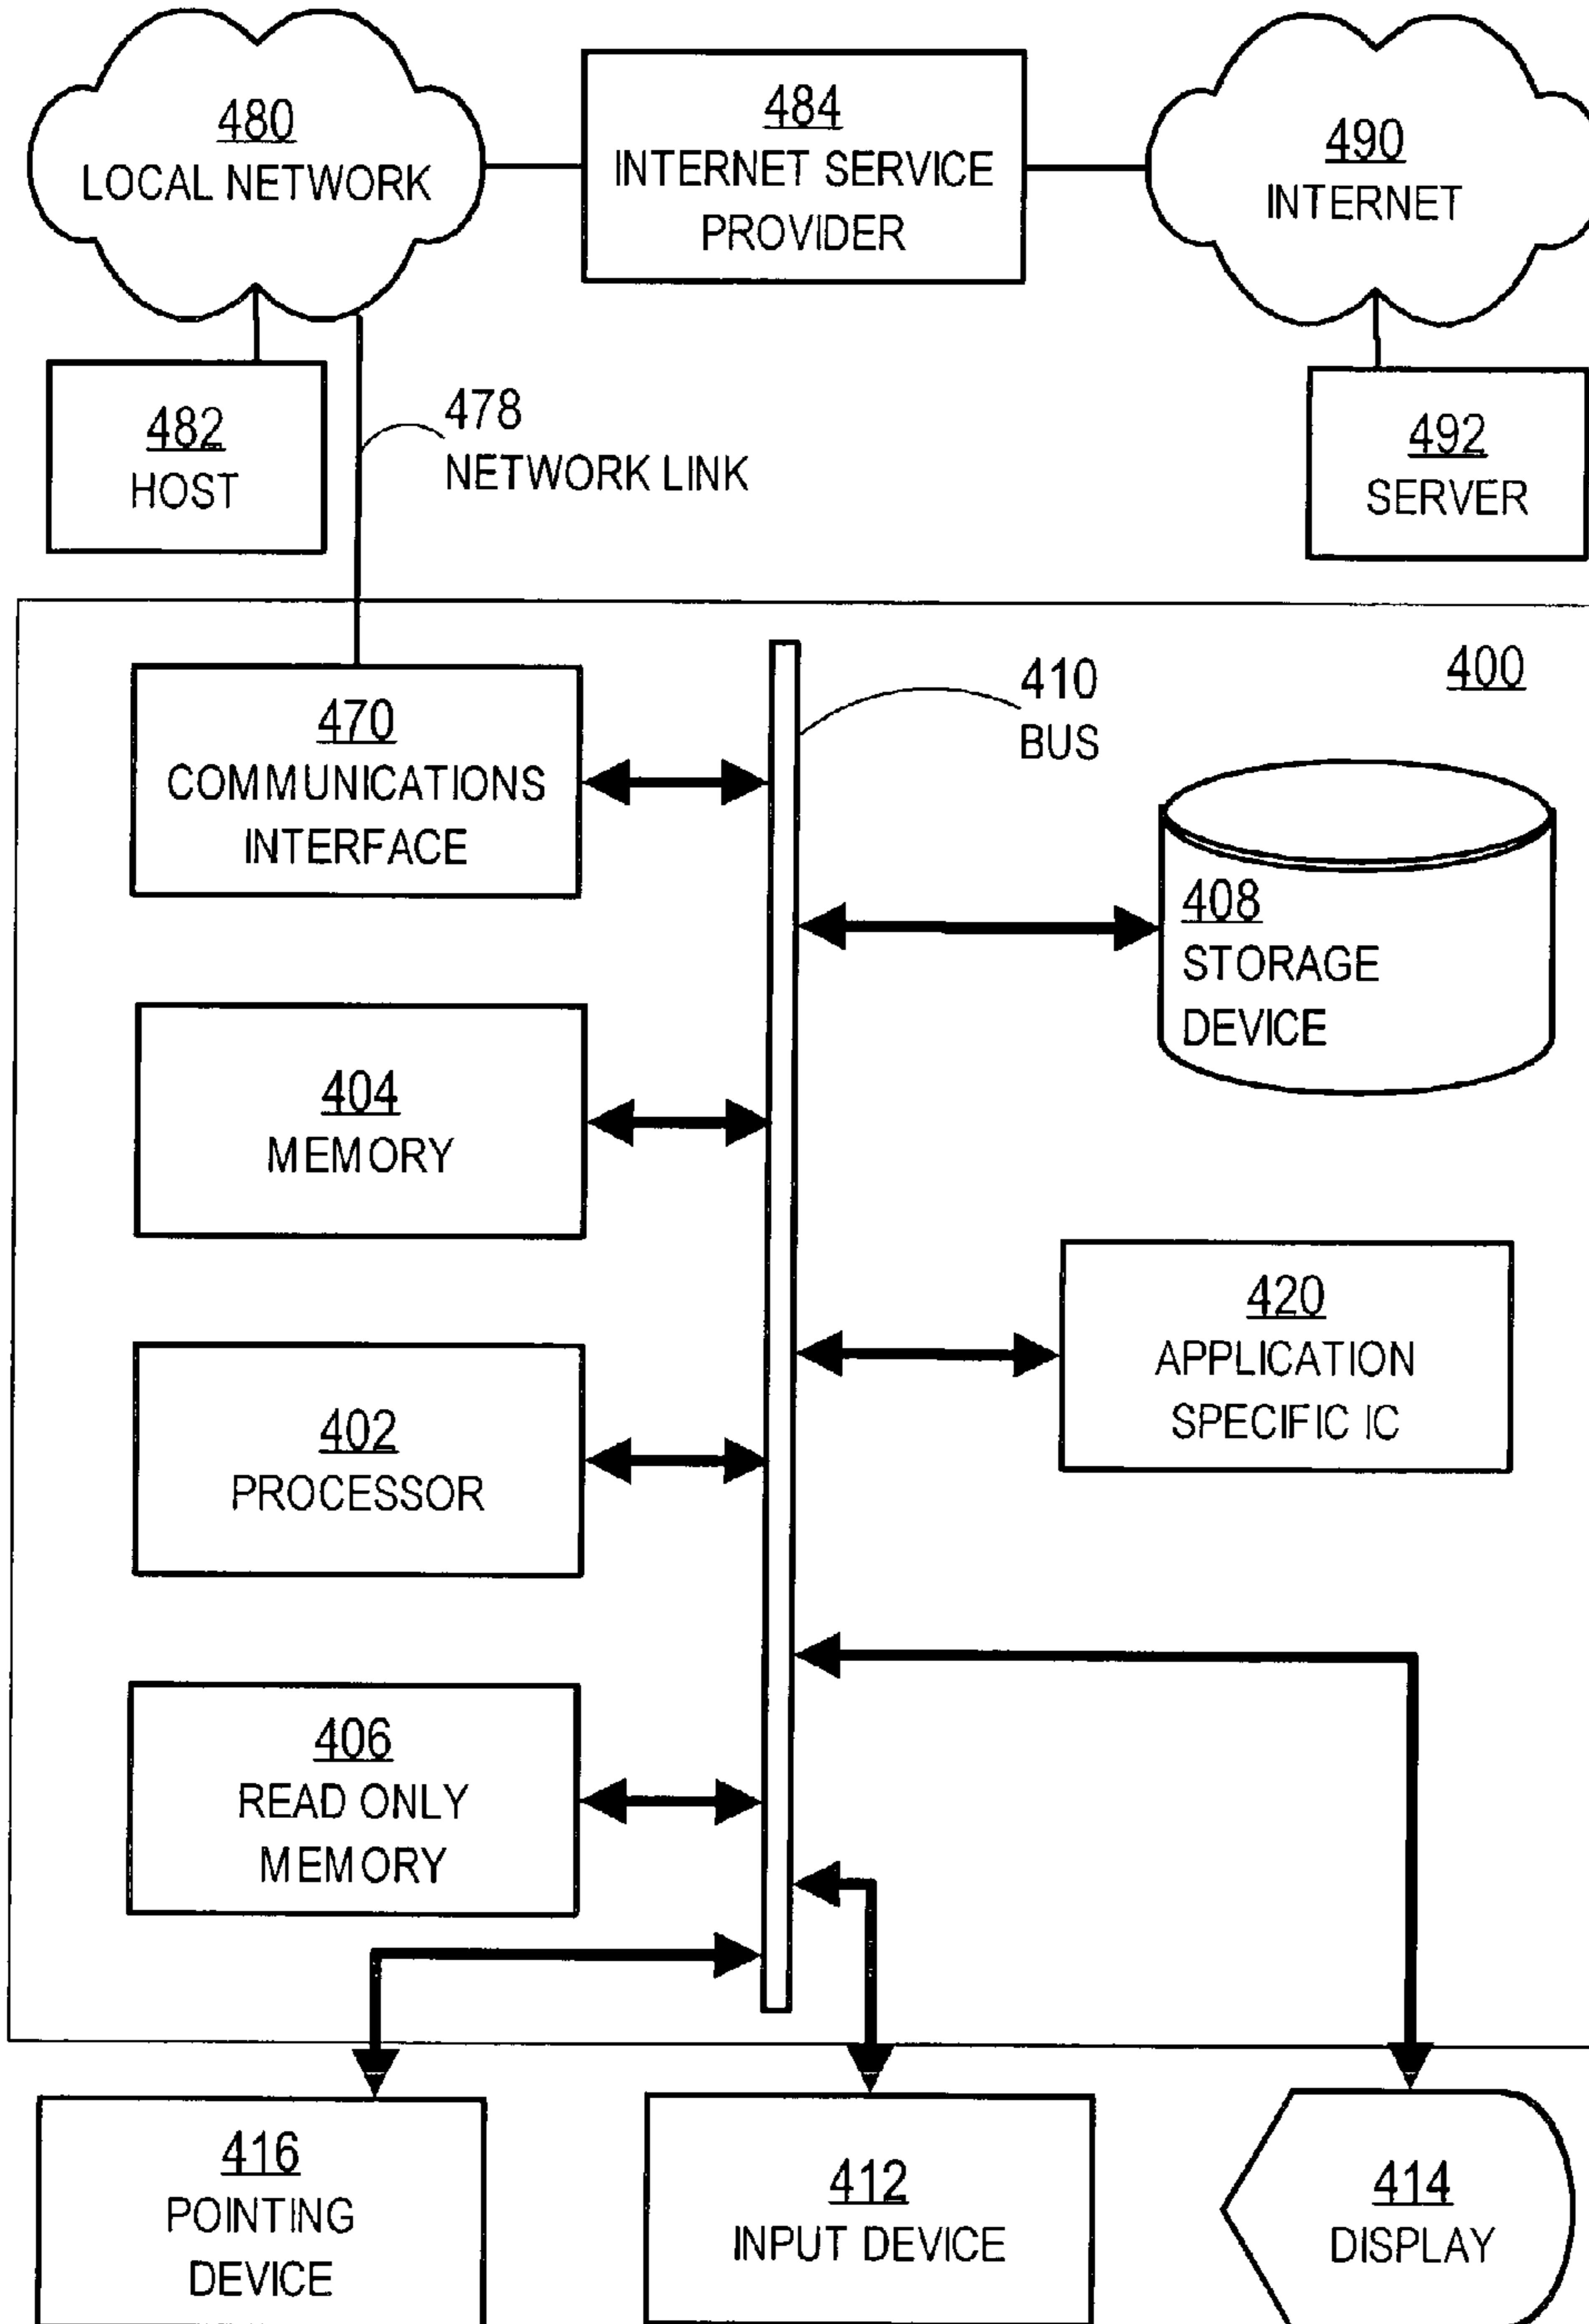 480
LOCAL NETWORK
484
INTERNET SERVICE
PROVIDER
490
INTERNET
482
HOST
478
NETWORK LINK
492
SERVER
400
470
COMMUNICATIONS
INTERFACE
410
BUS
408
STORAGE
DEVICE
404
MEMORY
420
APPLICATION
SPECIFIC IC
402
PROCESSOR
406
READ ONLY
MEMORY
416
POINTING
DEVICE
412
INPUT DEVICE
414
DISPLAY